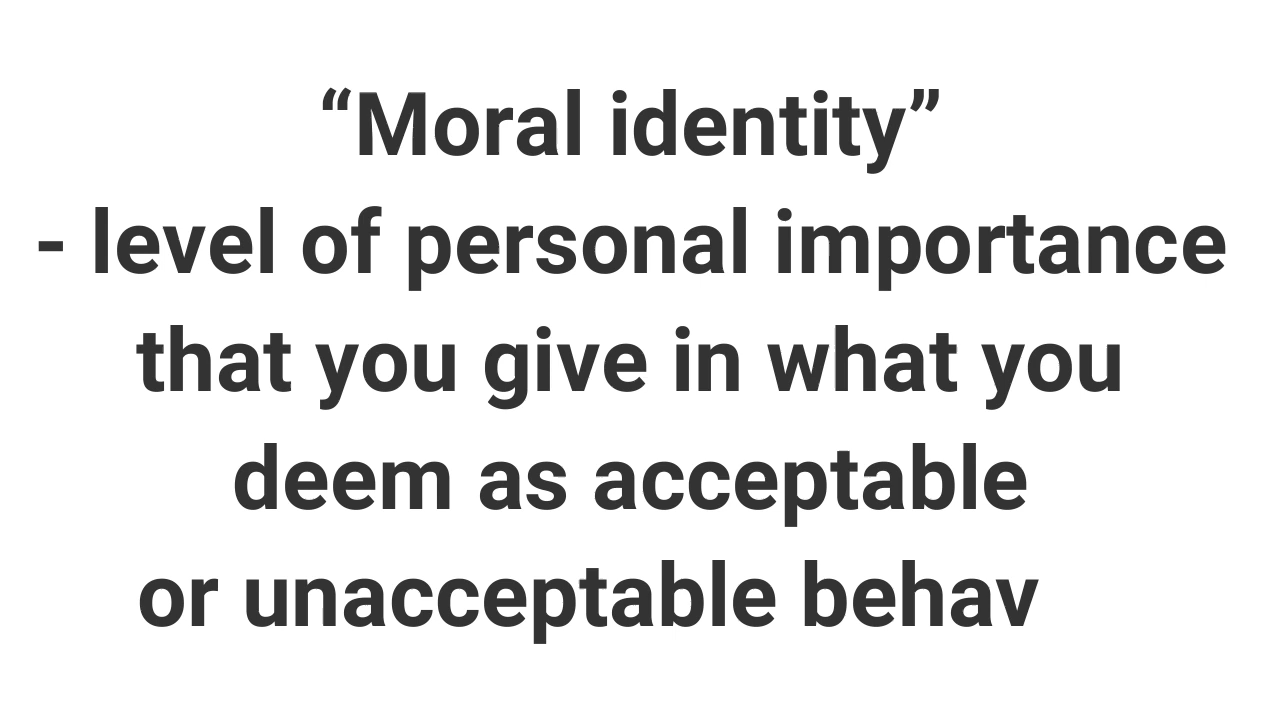 “Moral identity”
- level of personal importance
that you give in what you
deem as acceptable
or unacceptable behav